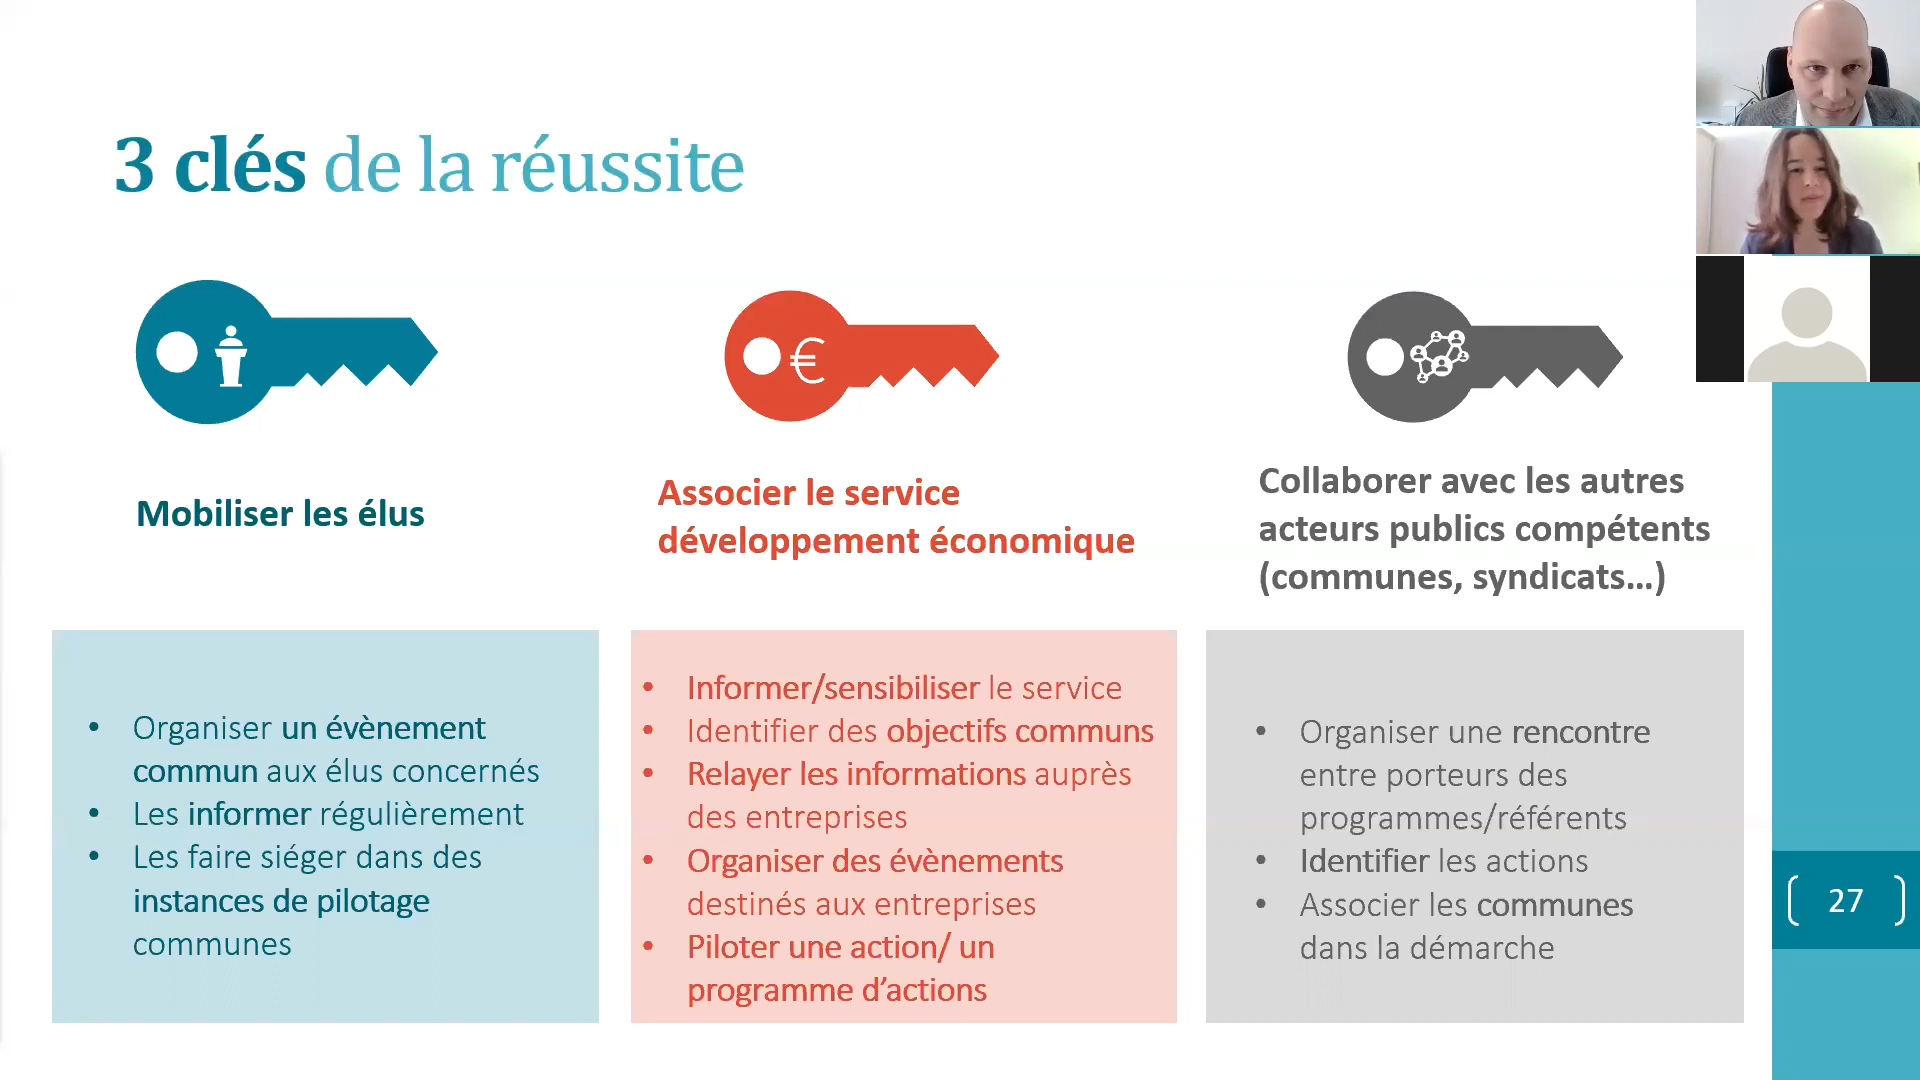 3 clés de la réussite
€
Mobiliser les élus
• Organiser un évènement
commun aux élus concernés
• Les informer régulièrement
• Les faire siéger dans des
instances de pilotage
communes
Associer le service
développement économique
• Informer/sensibiliser le service
• Identifier des objectifs communs
• Relayer les informations auprès
des entreprises
• Organiser des évènements
destinés aux entreprises
• Piloter une action/ un
programme d’actions
Collaborer avec les autres
acteurs publics compétents
(communes, syndicats...)
• Organiser une rencontre
entre porteurs des
programmes/référents
• Identifier les actions
• Associer les communes
dans la démarche
27